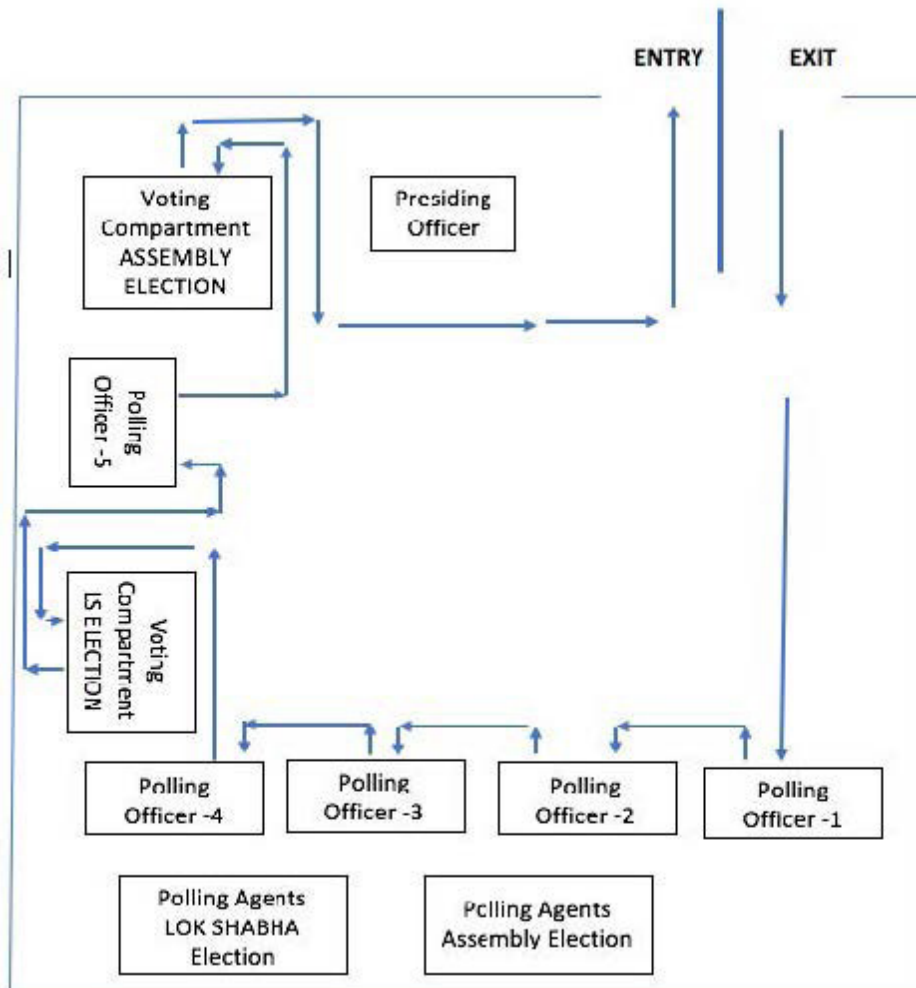 ENTRY
EXIT
Voting
Compartment
ASSEMBLY
ELECTION
Presiding
Officer
Polling
Officer -5
Voting
Compartment
LS ELECTION
Polling
Officer -4
Polling
Officer -3
Polling
Officer -2
Polling
Officer -1
Polling Agents
LOK SHABHA
Election
Polling Agents
Assembly Election